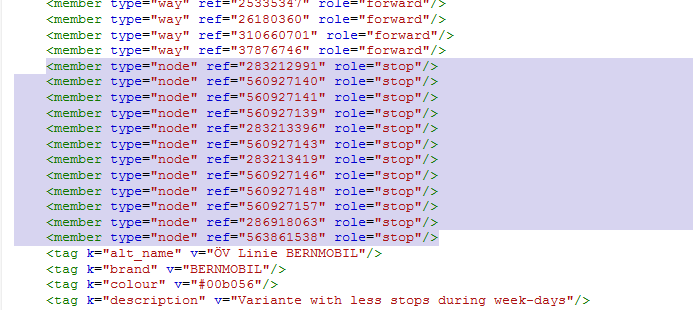 <member type="way" ref="25335347" role="forward"/>
<member type="way" ref="26180360" role="forward"/>
<member type="way" ref="310660701" role="forward"/>
<member type="way" ref="37876746" role="forward"/>
<member type="node" ref="283212991" role="stop"/>
<member type="node" ref="560927140" role="stop"/>
<member type="node" ref="560927141" role="stop"/>
<member type="node" ref="560927139" role="stop"/>
<member type="node" ref="283213396" role="stop"/>
<member type="node" ref="560927143" role="stop"/>
<member type="node" ref="283213419" role="stop"/>
<member type="node" ref="560927146" role="stop"/>
<member type="node" ref="560927148" role="stop"/>
<member type="node" ref="560927157" role="stop"/>
<member type="node" ref="286918063" role="stop"/>
<member type="node" ref="563861538" role="stop"/>
<tag k="alt_name" v="ÖV Linie BERNMOBIL"/>
<tag k="brand" v="BERNMOBIL"/>
<tag k="colour" v="#00b056"/>
<tag k="description" v="Variante with less stops during week-days"/>